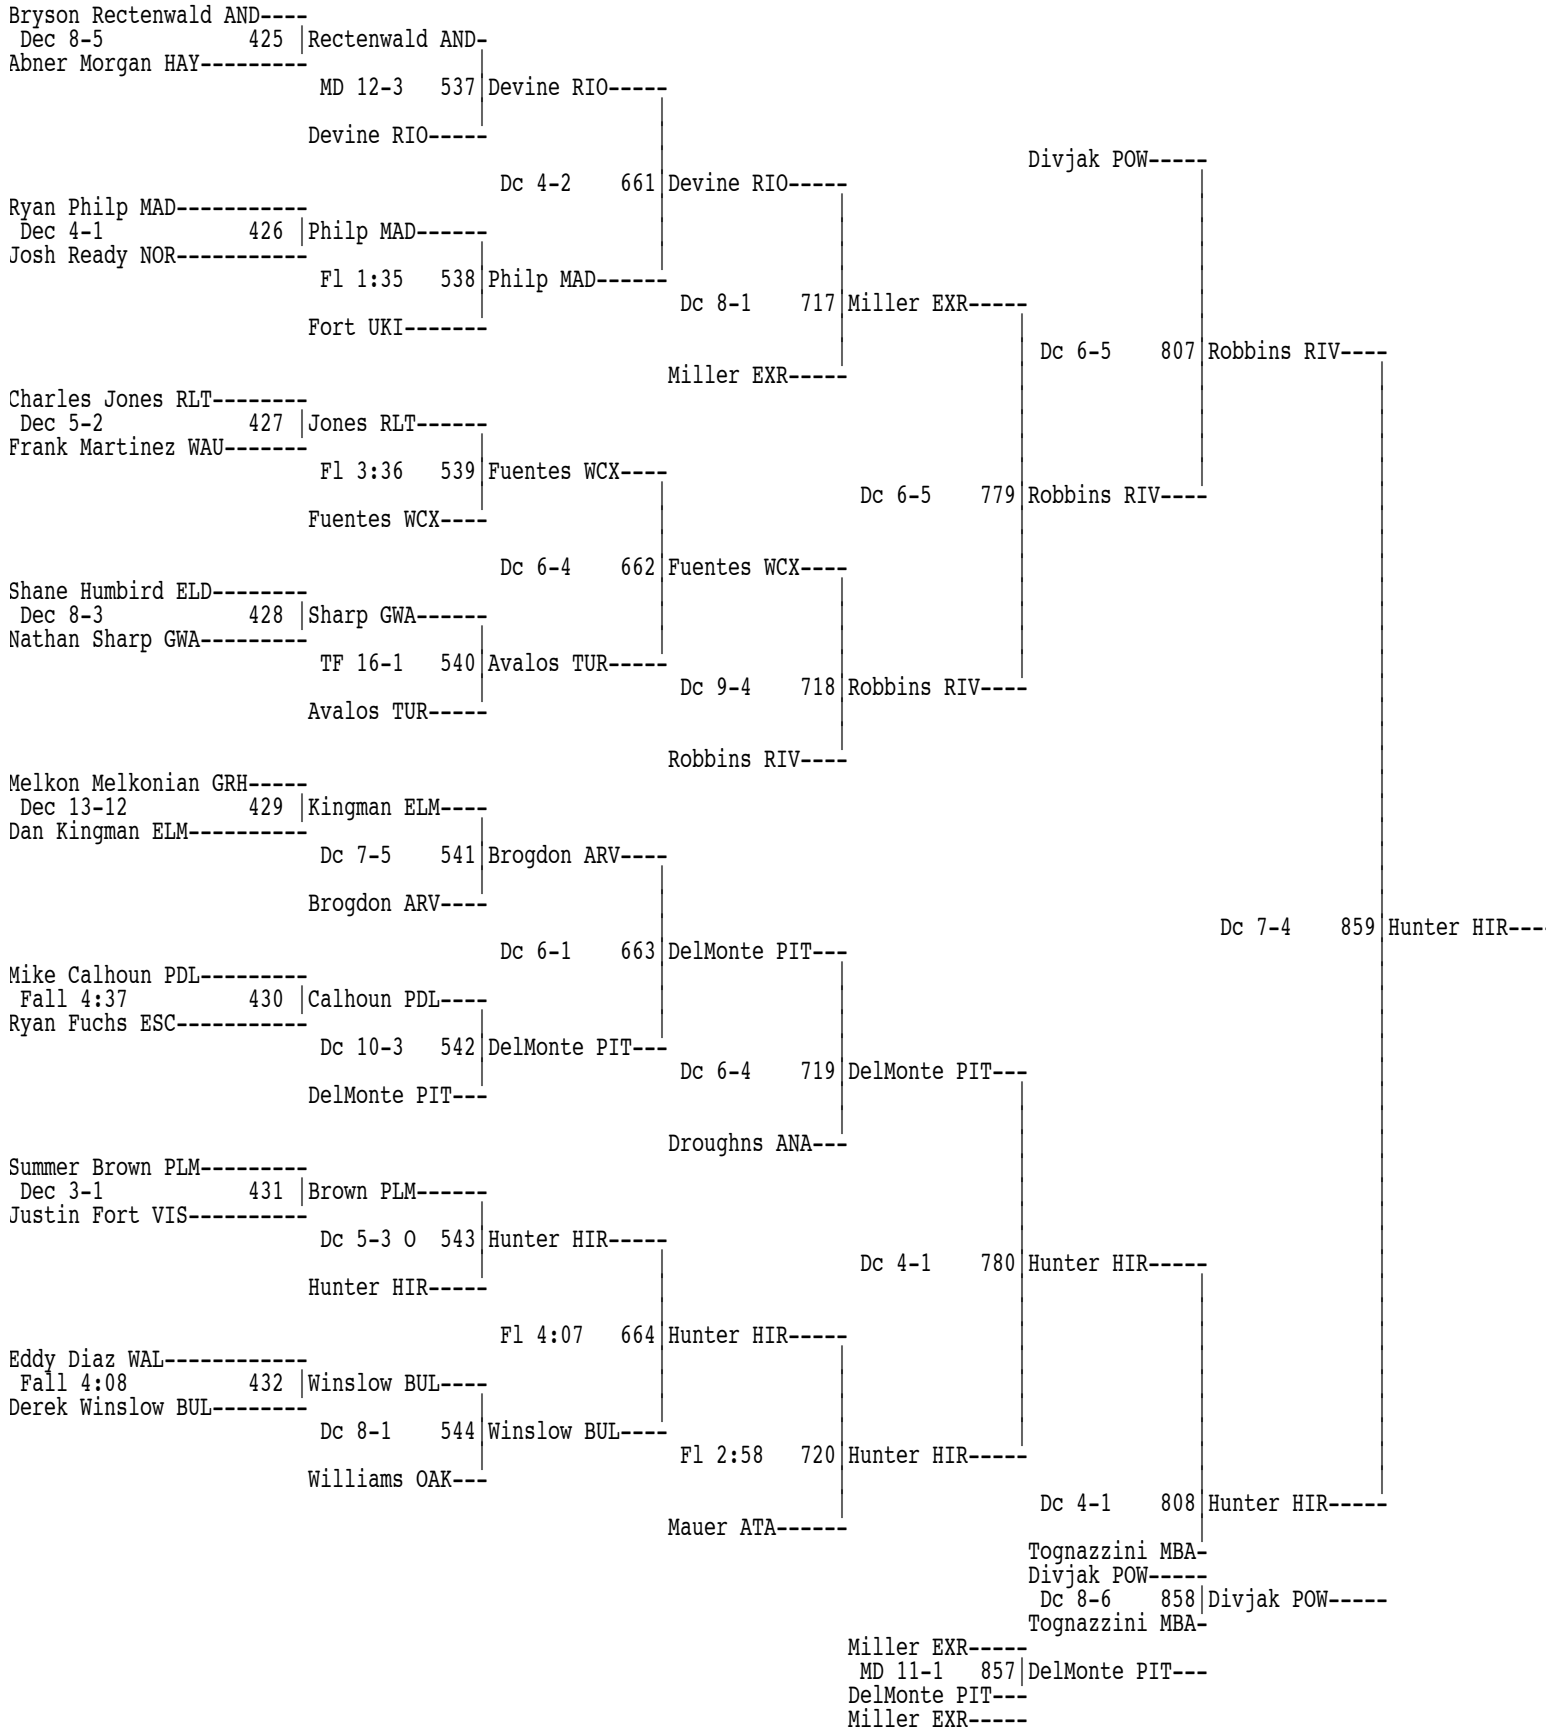 Bryson Rectenwald AND----
Dec 8-5 425 |Rectenwald AND-
Abner Morgan HAY---------
MD 12-3 537|Devine RIO-----
Devine RIO-----
Divjak POW-----
Dc 4-2 661|Devine RIO-----
Ryan Philp MAD-----------
Dec 4-1 426 |Philp MAD------
Josh Ready NOR-----------
Fl 1:35 538|Philp MAD------
Dc 8-1 717|Miller EXR-----
Fort UKI-------
Dc 6-5 807|Robbins RIV----
Miller EXR-----
Charles Jones RLT--------
Dec 5-2 427 |Jones RLT------
Frank Martinez WAU-------
Fl 3:36 539|Fuentes WCX----
Dc 6-5 779|Robbins RIV----
Fuentes WCX----
Dc 6-4 662|Fuentes WCX----
Shane Humbird ELD--------
Dec 8-3 428 |Sharp GWA------
Nathan Sharp GWA---------
TF 16-1 540|Avalos TUR-----
Dc 9-4 718|Robbins RIV----
Avalos TUR-----
Robbins RIV----
Melkon Melkonian GRH-----
Dec 13-12 429 |Kingman ELM----
Dan Kingman ELM----------
Dc 7-5 541|Brogdon ARV----
Brogdon ARV----
Dc 7-4 859|Hunter HIR----
Dc 6-1 663|DelMonte PIT---
Mike Calhoun PDL---------
Fall 4:37 430 |Calhoun PDL----
Ryan Fuchs ESC-----------
Dc 10-3 542|DelMonte PIT---
Dc 6-4 719|DelMonte PIT---
DelMonte PIT---
Droughns ANA---
Summer Brown PLM---------
Dec 3-1 431 |Brown PLM------
Justin Fort VIS----------
Dc 5-3 O 543|Hunter HIR-----
Dc 4-1 780|Hunter HIR-----
Hunter HIR-----
Fl 4:07 664|Hunter HIR-----
Eddy Diaz WAL------------
Fall 4:08 432 |Winslow BUL----
Derek Winslow BUL--------
Dc 8-1 544|Winslow BUL----
Fl 2:58 720|Hunter HIR-----
Williams OAK---
Dc 4-1 808|Hunter HIR-----
Mauer ATA------
Tognazzini MBA-
Divjak POW-----
Dc 8-6 858|Divjak POW-----
Tognazzini MBA-
Miller EXR-----
MD 11-1 857|DelMonte PIT---
DelMonte PIT---
Miller EXR-----